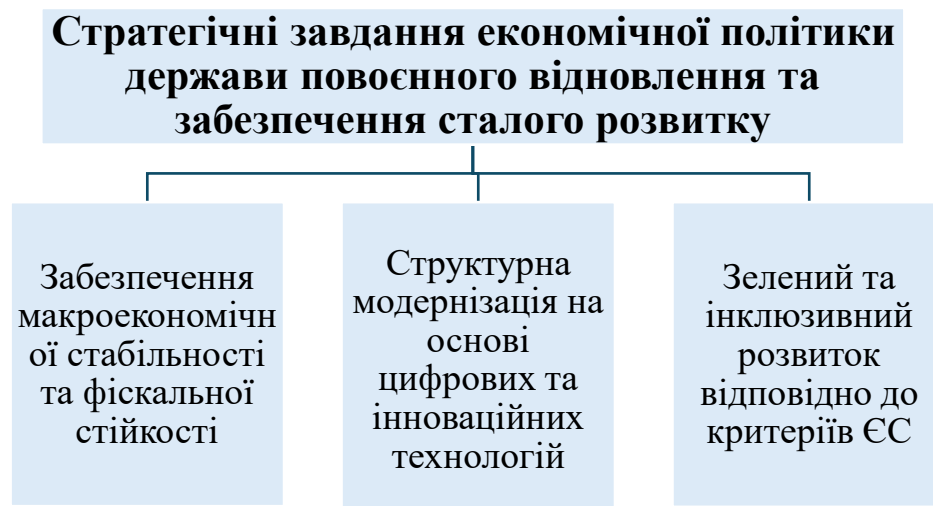 Стратегічні завдання економічної політики
держави повоєнного відновлення та
забезпечення сталого розвитку
Забезпечення
макроекономічн
ої стабільності
та фіскальної
стійкості
Структурна
модернізація на
основі
цифрових та
інноваційних
технологій
Зелений та
інклюзивний
розвиток
відповідно до
критеріїв ЄС